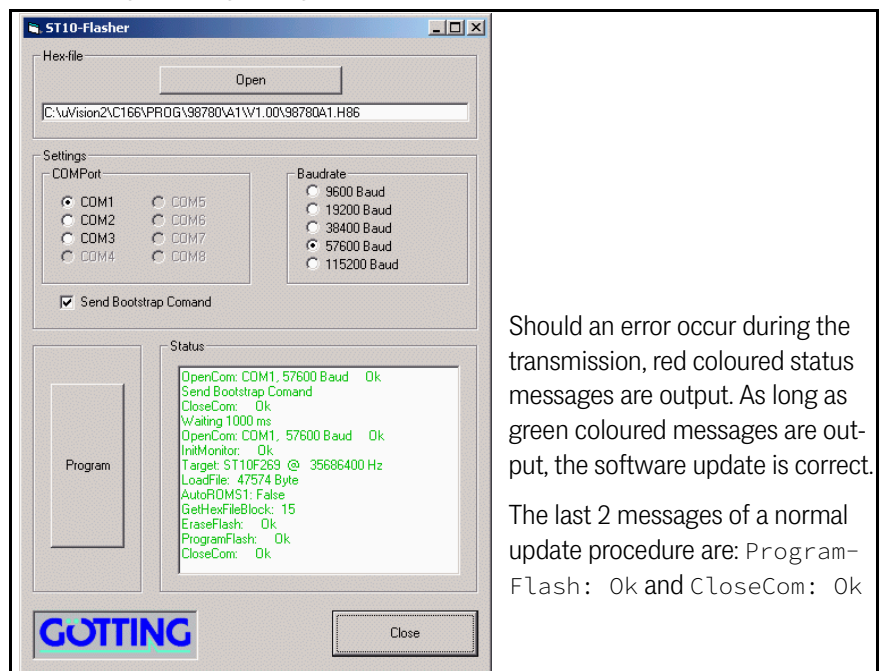 ST10-Flasher
Hex-file
Open
C:\uVision2\C166\PROG\98780\A1\V1.00\98780A1.H86
Settings
COMPort
COM1 COM5
COM2 COM6
COM3 COM7
COM4 COM8
Baudrate
9600 Baud
19200 Baud
38400 Baud
57600 Baud
115200 Baud
Send Bootstrap Comand
Program
Status
OpenCom: COM1, 57600 Baud Ok
Send Bootstrap Comand
CloseCom: Ok
Waiting 1000 ms
OpenCom: COM1, 57600 Baud Ok
InitMonitor: Ok
Target: ST10F269 @ 35686400 Hz
LoadFile: 47574 Byte
AutoROMS1: False
GetHexFileBlock: 15
EraseFlash: Ok
ProgramFlash: Ok
CloseCom: Ok
GÖTTING
Close
Should an error occur during the
transmission, red coloured status
messages are output. As long as
green coloured messages are out-
put, the software update is correct.
The last 2 messages of a normal
update procedure are: Program-
Flash: Ok and CloseCom: Ok